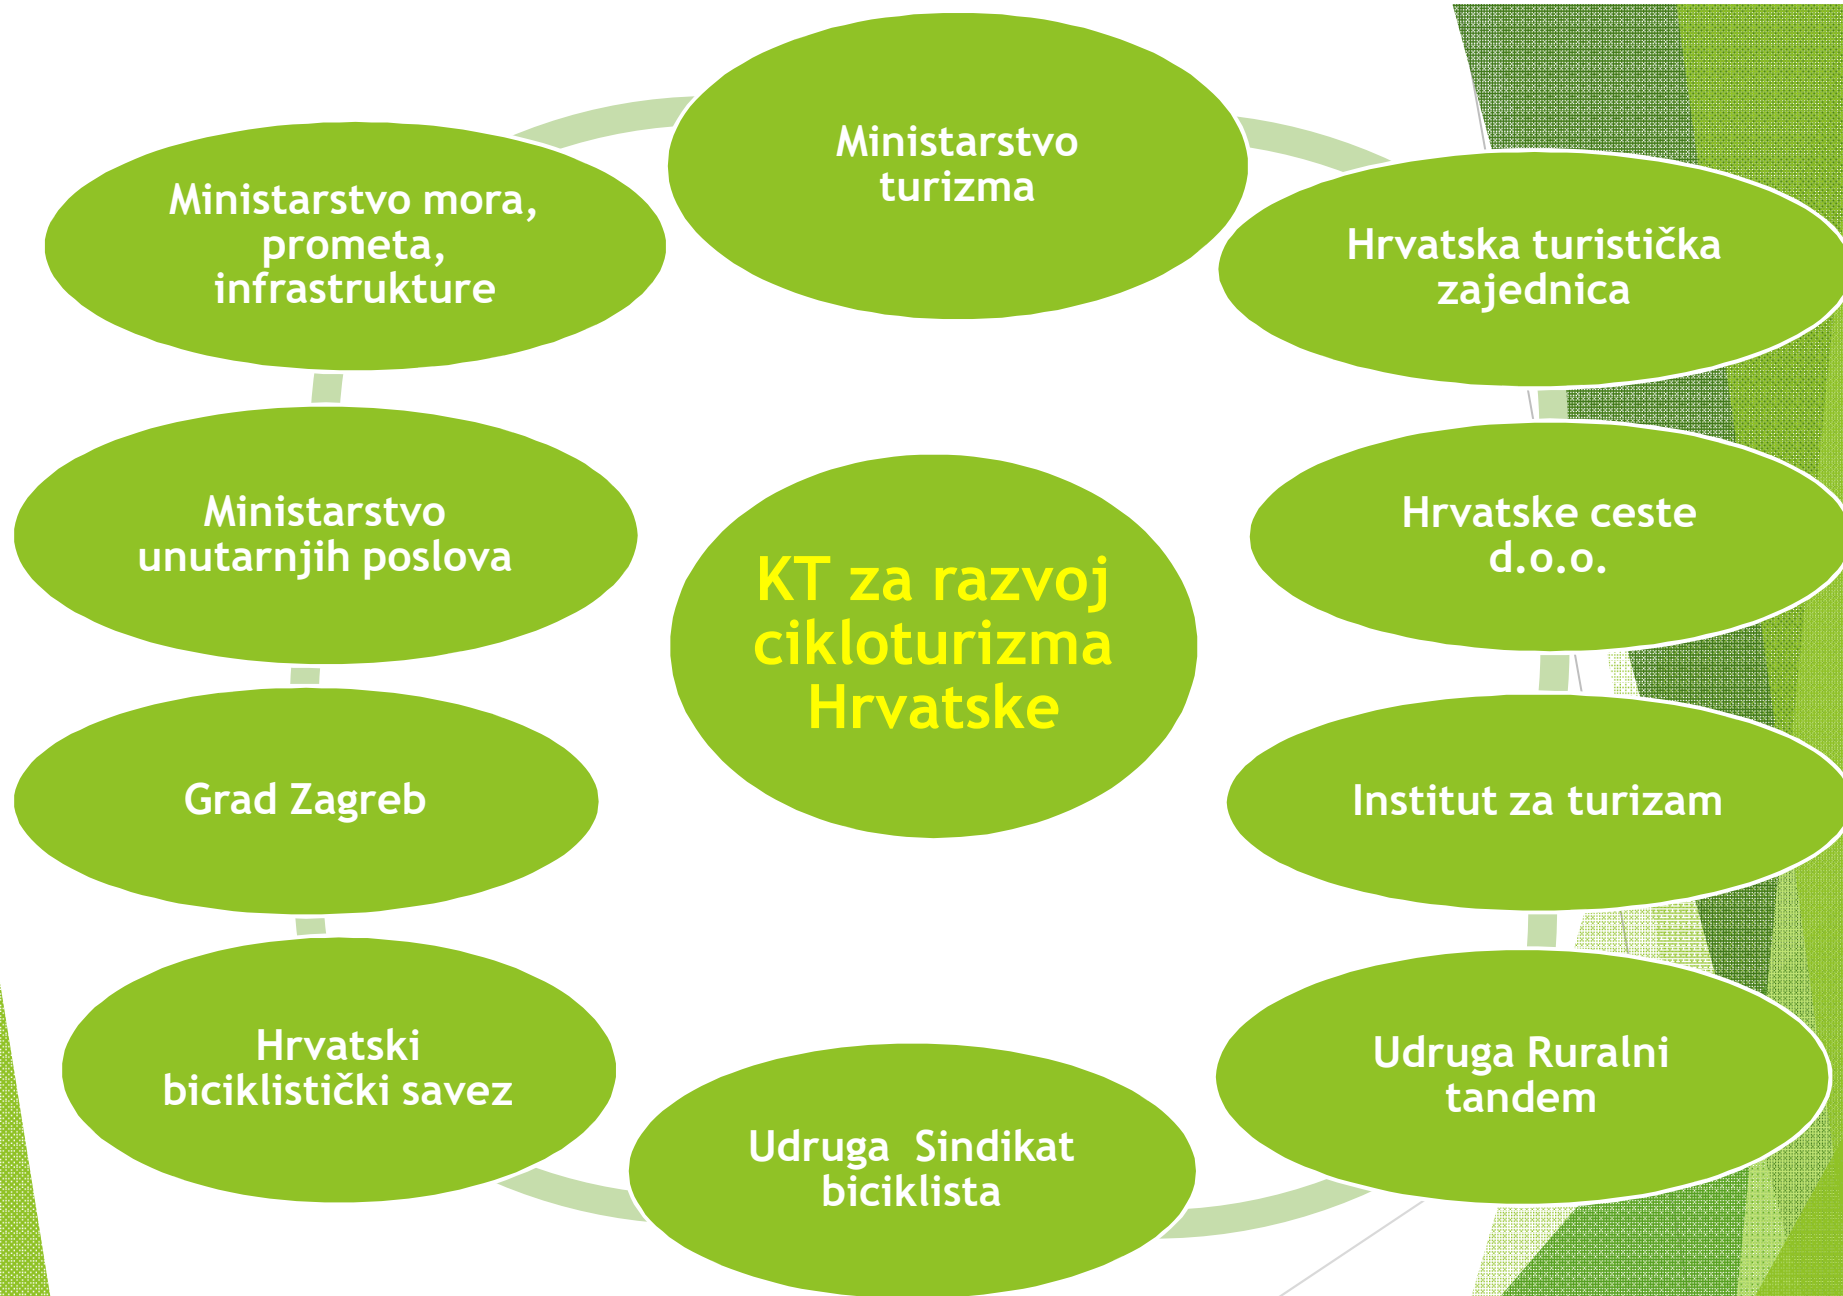 Ministarstvo
turizma
Hrvatska turistička
zajednica
Hrvatske ceste
d.o.o.
Institut za turizam
Udruga Ruralni
tandem
Udruga  Sindikat
biciklista
Hrvatski
biciklistički savez
Grad Zagreb
Ministarstvo
unutarnjih poslova
Ministarstvo mora,
prometa,
infrastrukture
KT za razvoj
cikloturizma
Hrvatske